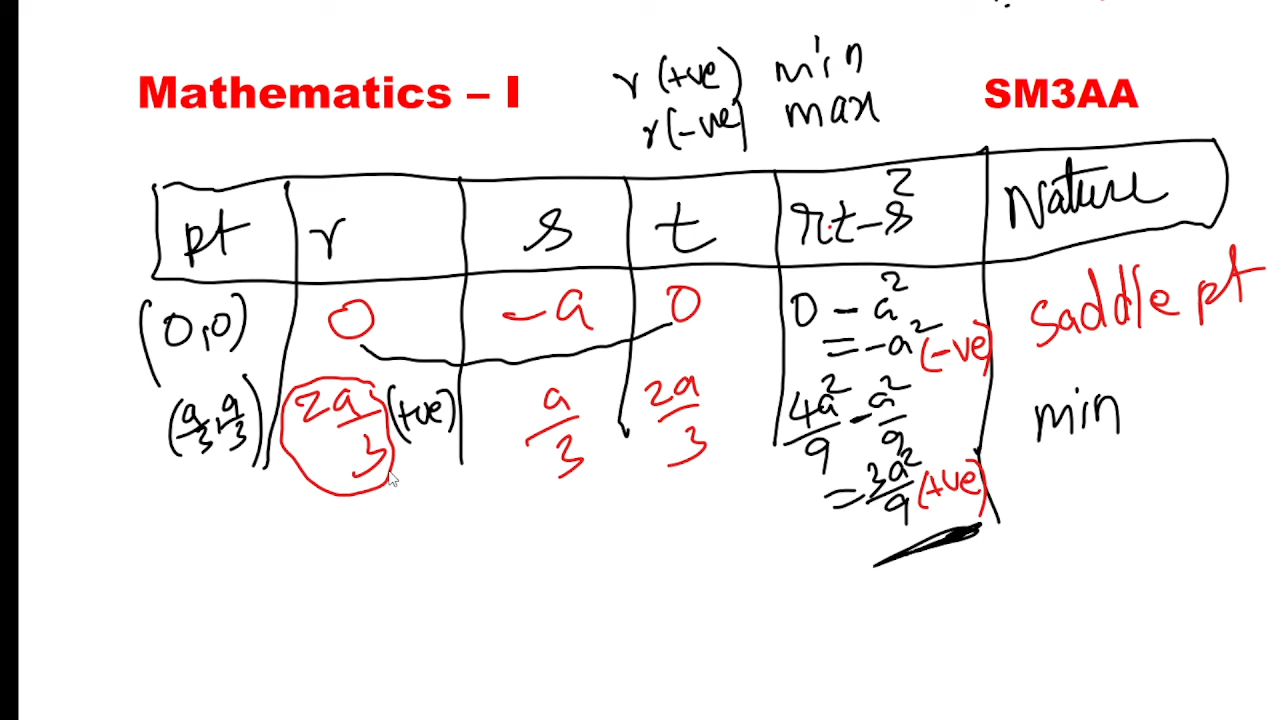 Mathematics – I
r (+ve) min
SM3AA
r (-ve) max
pt r s t rt-s² Nature
(0,0) 0 -a 0 0 - a² = -a² (-ve) saddle pt
(a/3, a/3) 2a/3 (+ve) a/3 2a/3 4a²/9 - a²/9 = 3a²/9 (+ve) min